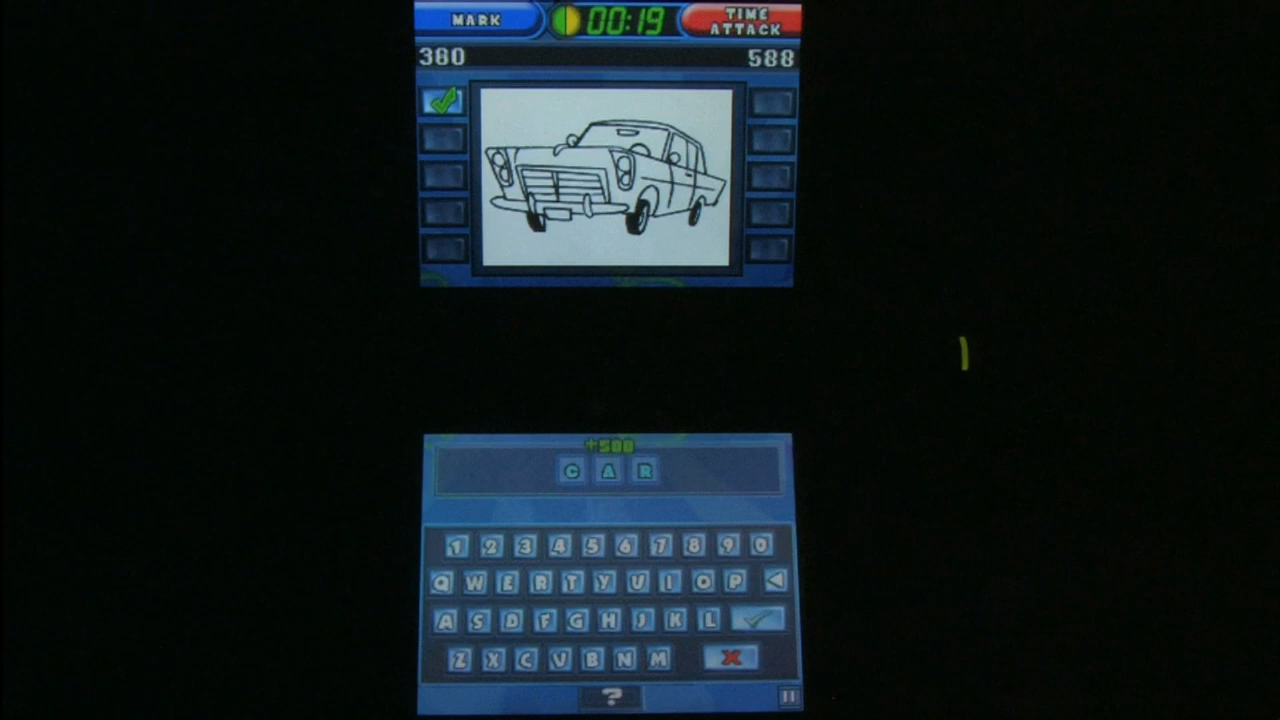 MARK
00:19
TIME
ATTACK
380
588
+500
C A R
1 2 3 4 5 6 7 8 9 0
Q W E R T Y U I O P
A S D F G H J K L
Z X C V B N M
?